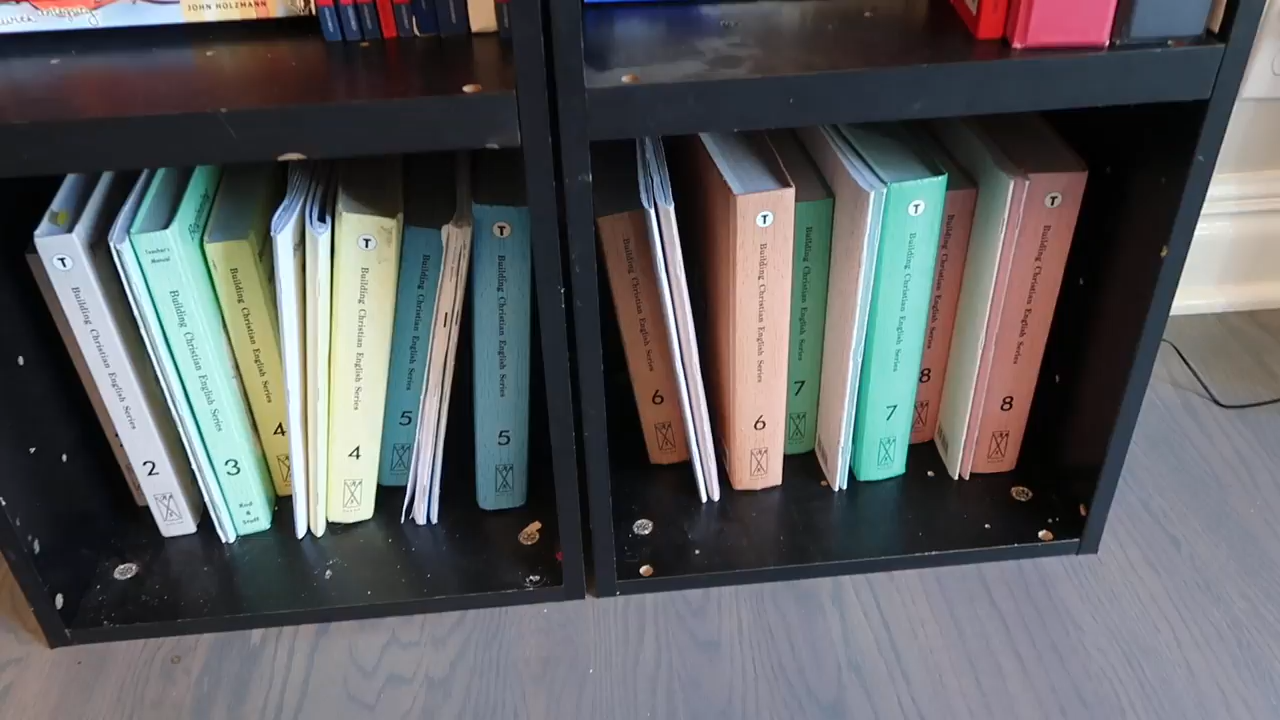 JOHN HOLZMANN
T
Building Christian English Series
2
Teacher's
Manual
Building Christian English Series
3
Rod
&
Staff
Building Christian English Series
4
T
Building Christian English Series
4
Building Christian English Series
5
T
Building Christian English Series
5
Building Christian English Series
6
T
Building Christian English Series
6
Building Christian English Series
7
T
Building Christian English Series
7
Building Christian English Series
8
T
Building Christian English Series
8